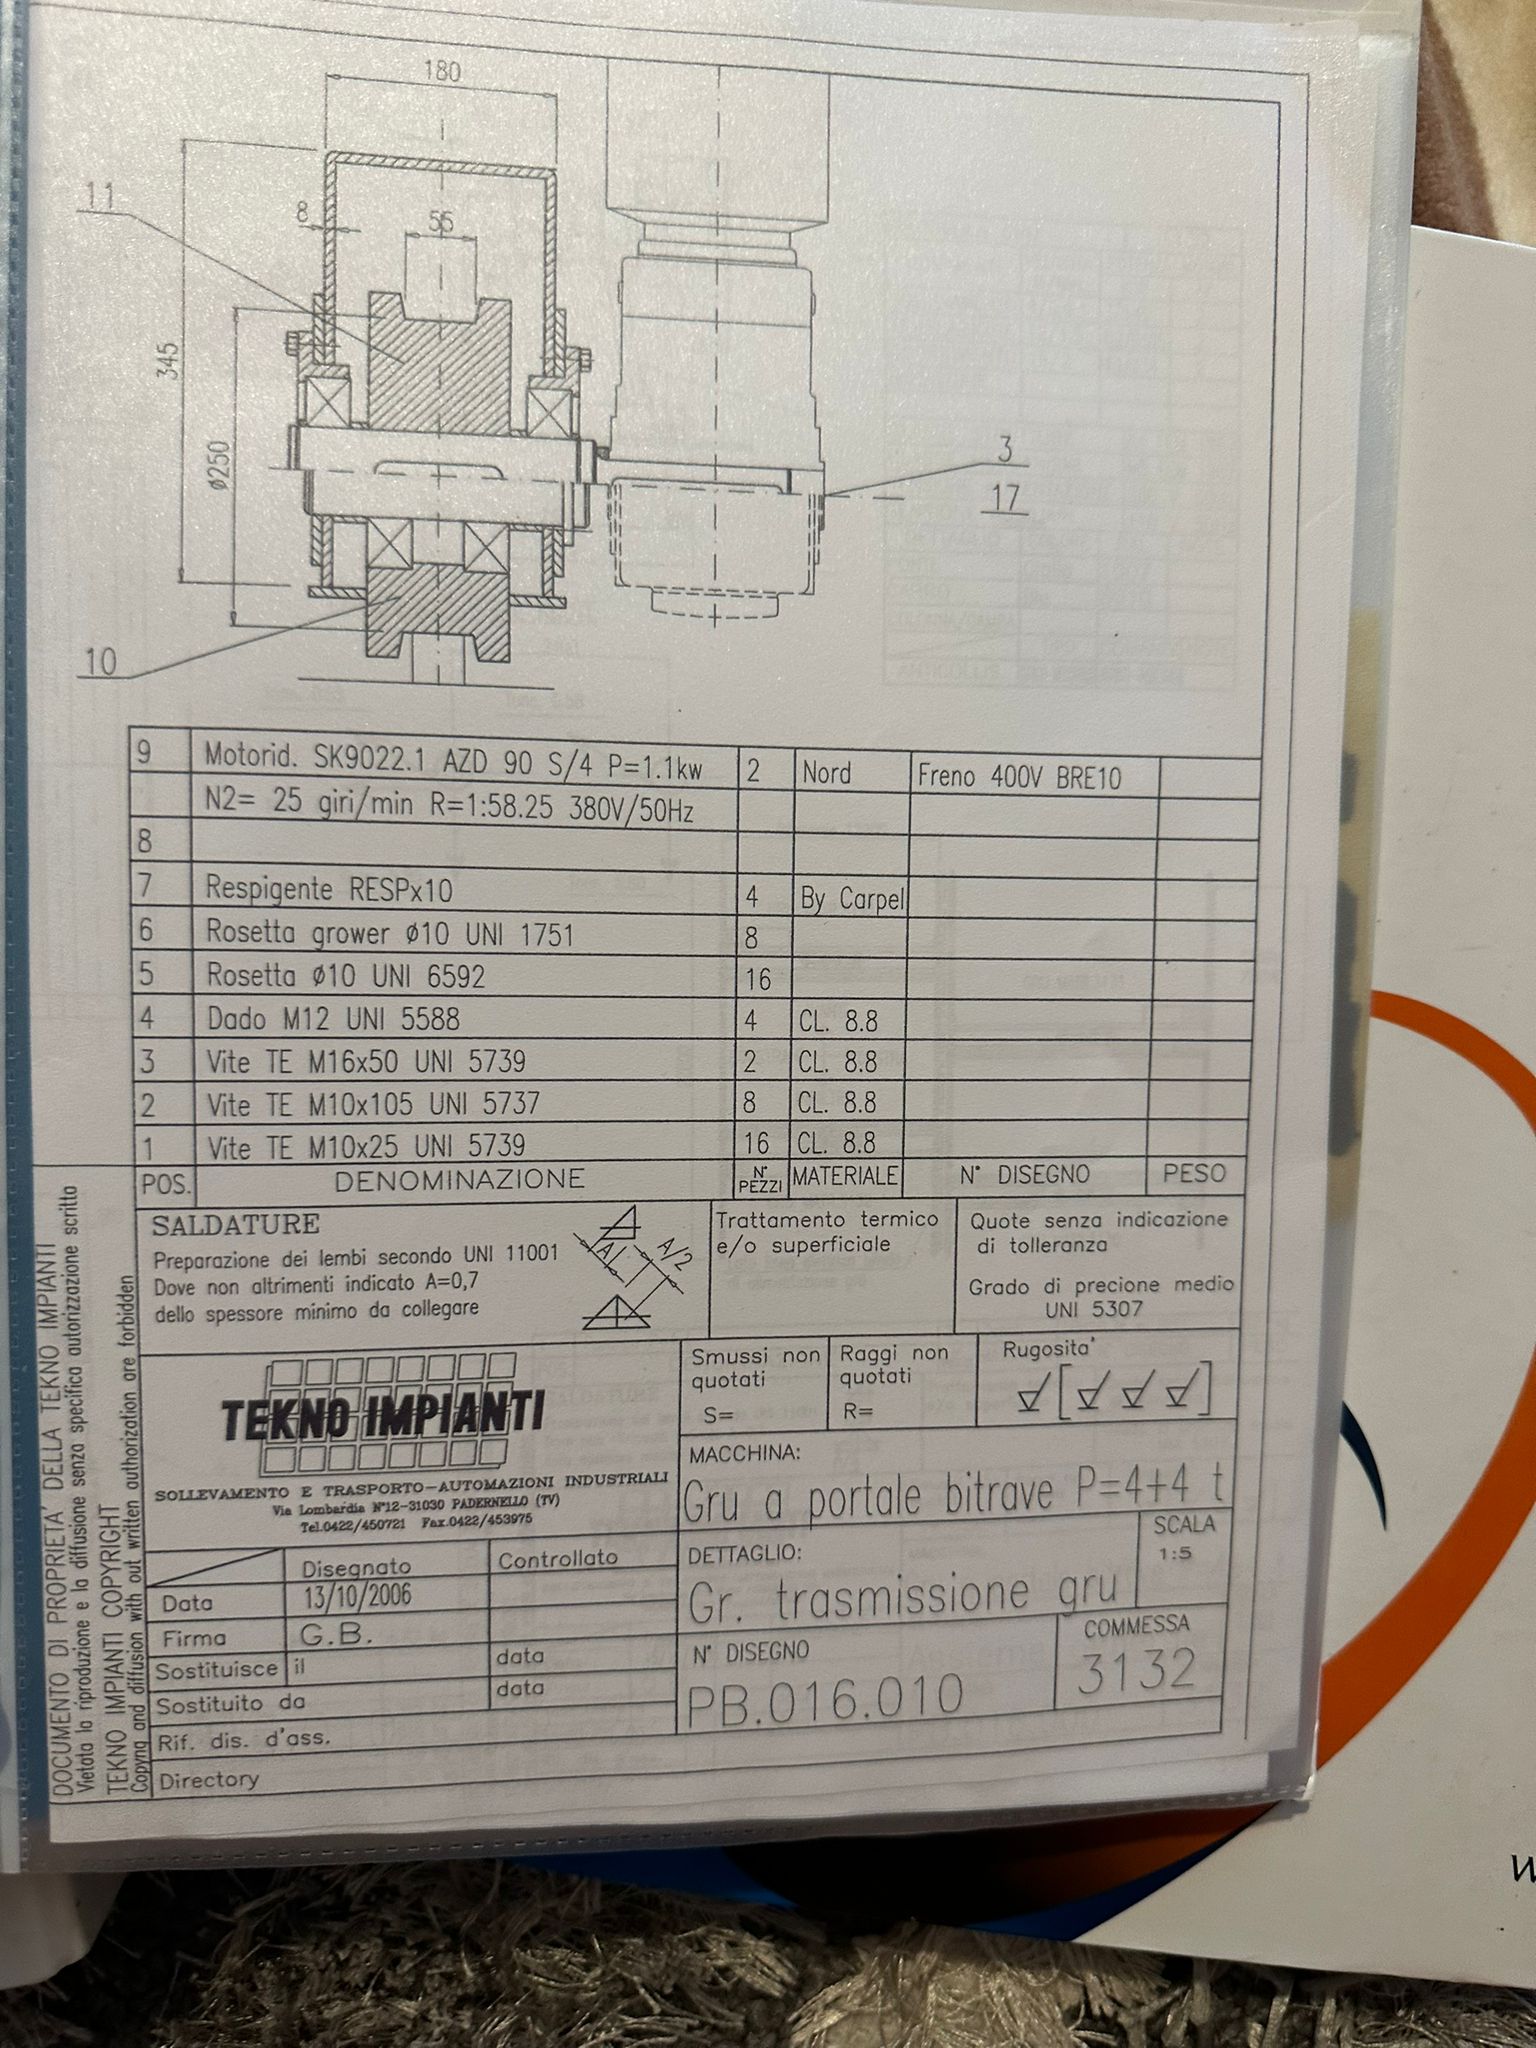 180
11
8
55
345
ø250
3
17
10
9 Motorid. SK9022.1 AZD 90 S/4 P=1.1kw 2 Nord Freno 400V BRE10
N2= 25 giri/min R=1:58.25 380V/50Hz
8
7 Respigente RESPx10 4 By Carpel
6 Rosetta grower ø10 UNI 1751 8
5 Rosetta ø10 UNI 6592 16
4 Dado M12 UNI 5588 4 CL. 8.8
3 Vite TE M16x50 UNI 5739 2 CL. 8.8
2 Vite TE M10x105 UNI 5737 8 CL. 8.8
1 Vite TE M10x25 UNI 5739 16 CL. 8.8
POS. DENOMINAZIONE N° PEZZI MATERIALE N° DISEGNO PESO
SALDATURE
Preparazione dei lembi secondo UNI 11001
Dove non altrimenti indicato A=0,7
dello spessore minimo da collegare
A
A/2
Trattamento termico
e/o superficiale
Quote senza indicazione
di tolleranza
Grado di precione medio
UNI 5307
TEKNO IMPIANTI
SOLLEVAMENTO E TRASPORTO-AUTOMAZIONI INDUSTRIALI
Via Lombardia N°12-31030 PADERNELLO (TV)
Tel.0422/450721 Fax.0422/453975
Smussi non
quotati
S=
Raggi non
quotati
R=
Rugosita'
MACCHINA:
Gru a portale bitrave P=4+4 t
DETTAGLIO:
Gr. trasmissione gru
SCALA
1:5
N° DISEGNO
PB.016.010
COMMESSA
3132
Disegnato Controllato
Data 13/10/2006
Firma G.B.
Sostituisce il data
Sostituito da data
Rif. dis. d'ass.
Directory
DOCUMENTO DI PROPRIETA' DELLA TEKNO IMPIANTI
Vietata la riproduzione e la diffusione senza specifica autorizzazione scritto
TEKNO IMPIANTI COPYRIGHT
Copyng and diffusion with out written authorization are forbidden